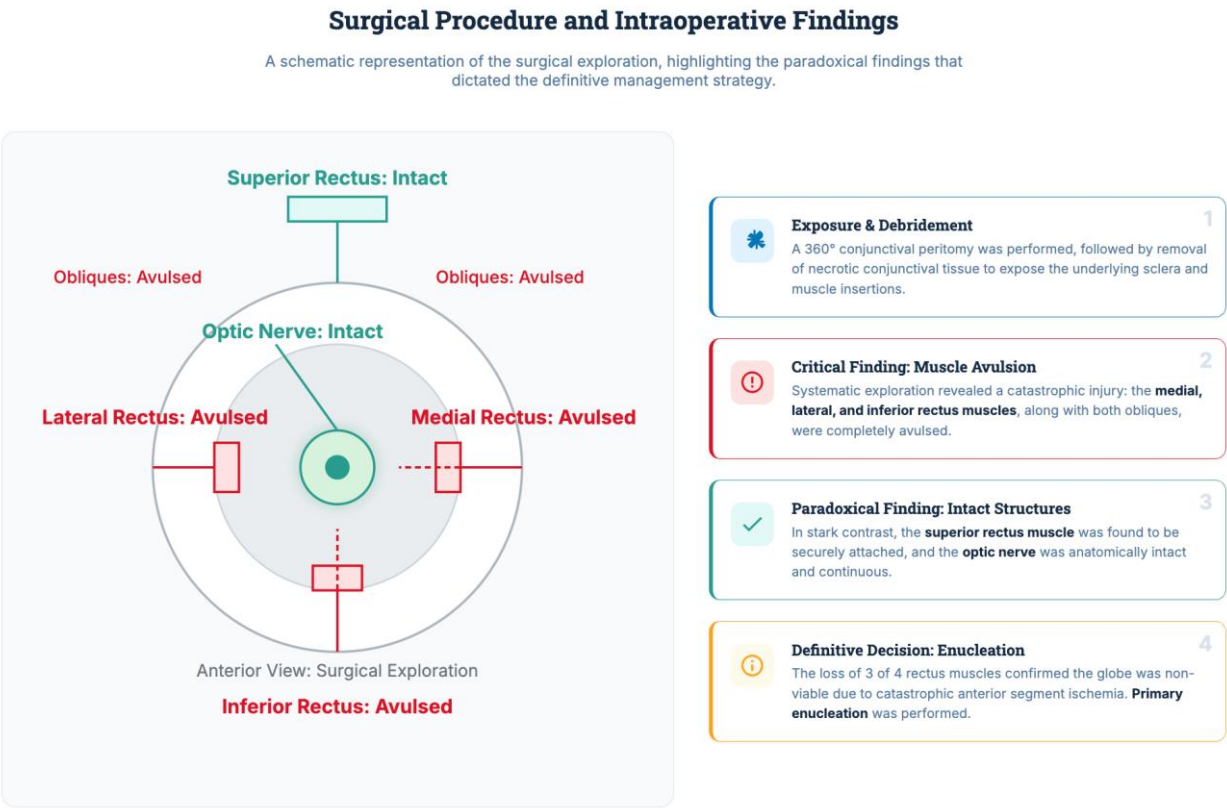 Surgical Procedure and Intraoperative Findings
A schematic representation of the surgical exploration, highlighting the paradoxical findings that
dictated the definitive management strategy.
Superior Rectus: Intact
Obliques: Avulsed
Obliques: Avulsed
Optic Nerve: Intact
Lateral Rectus: Avulsed
Medial Rectus: Avulsed
Anterior View: Surgical Exploration
Inferior Rectus: Avulsed
1
Exposure & Debridement
A 360° conjunctival peritomy was performed, followed by removal
of necrotic conjunctival tissue to expose the underlying sclera and
muscle insertions.
2
Critical Finding: Muscle Avulsion
Systematic exploration revealed a catastrophic injury: the medial,
lateral, and inferior rectus muscles, along with both obliques,
were completely avulsed.
3
Paradoxical Finding: Intact Structures
In stark contrast, the superior rectus muscle was found to be
securely attached, and the optic nerve was anatomically intact
and continuous.
4
Definitive Decision: Enucleation
The loss of 3 of 4 rectus muscles confirmed the globe was non-
viable due to catastrophic anterior segment ischemia. Primary
enucleation was performed.